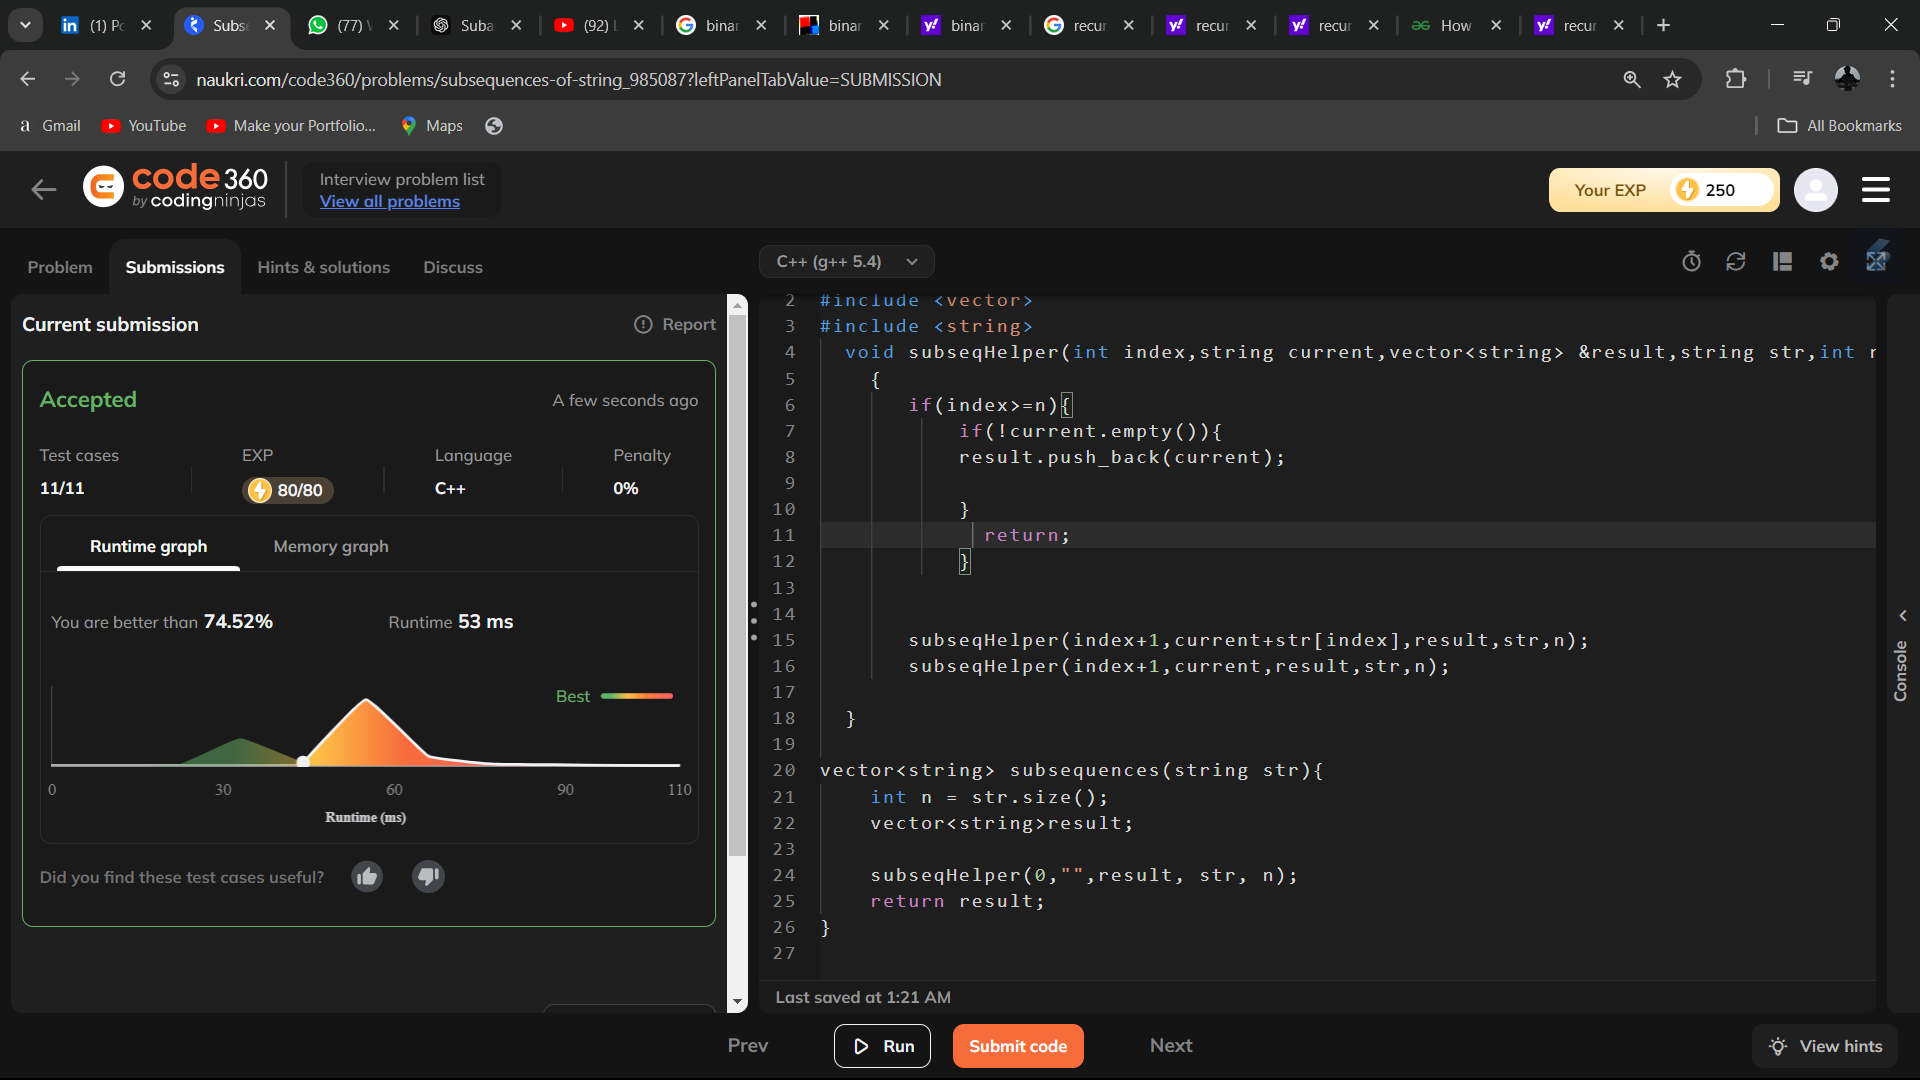 (1) Po
Subse
(77) W
Suba
(92) L
binar
binar
binar
recur
recur
recur
How
recur
naukri.com/code360/problems/subsequences-of-string_985087?leftPanelTabValue=SUBMISSION
Gmail
YouTube
Make your Portfolio...
Maps
All Bookmarks
code 360
by codingninjas
Interview problem list
View all problems
Your EXP 250
Problem
Submissions
Hints & solutions
Discuss
C++ (g++ 5.4)
Current submission
Report
Accepted
A few seconds ago
Test cases
EXP
Language
Penalty
11/11
80/80
C++
0%
Runtime graph
Memory graph
You are better than 74.52%
Runtime 53 ms
Best
0 30 60 90 110
Runtime (ms)
Did you find these test cases useful?
2 #include <vector>
3 #include <string>
4 void subseqHelper(int index,string current,vector<string> &result,string str,int n
5 {
6 if(index>=n){
7 if(!current.empty()){
8 result.push_back(current);
9
10 }
11 return;
12 }
13
14
15 subseqHelper(index+1,current+str[index],result,str,n);
16 subseqHelper(index+1,current,result,str,n);
17
18 }
19
20 vector<string> subsequences(string str){
21 int n = str.size();
22 vector<string>result;
23
24 subseqHelper(0,"",result, str, n);
25 return result;
26 }
27
Console
Last saved at 1:21 AM
Prev
Run
Submit code
Next
View hints